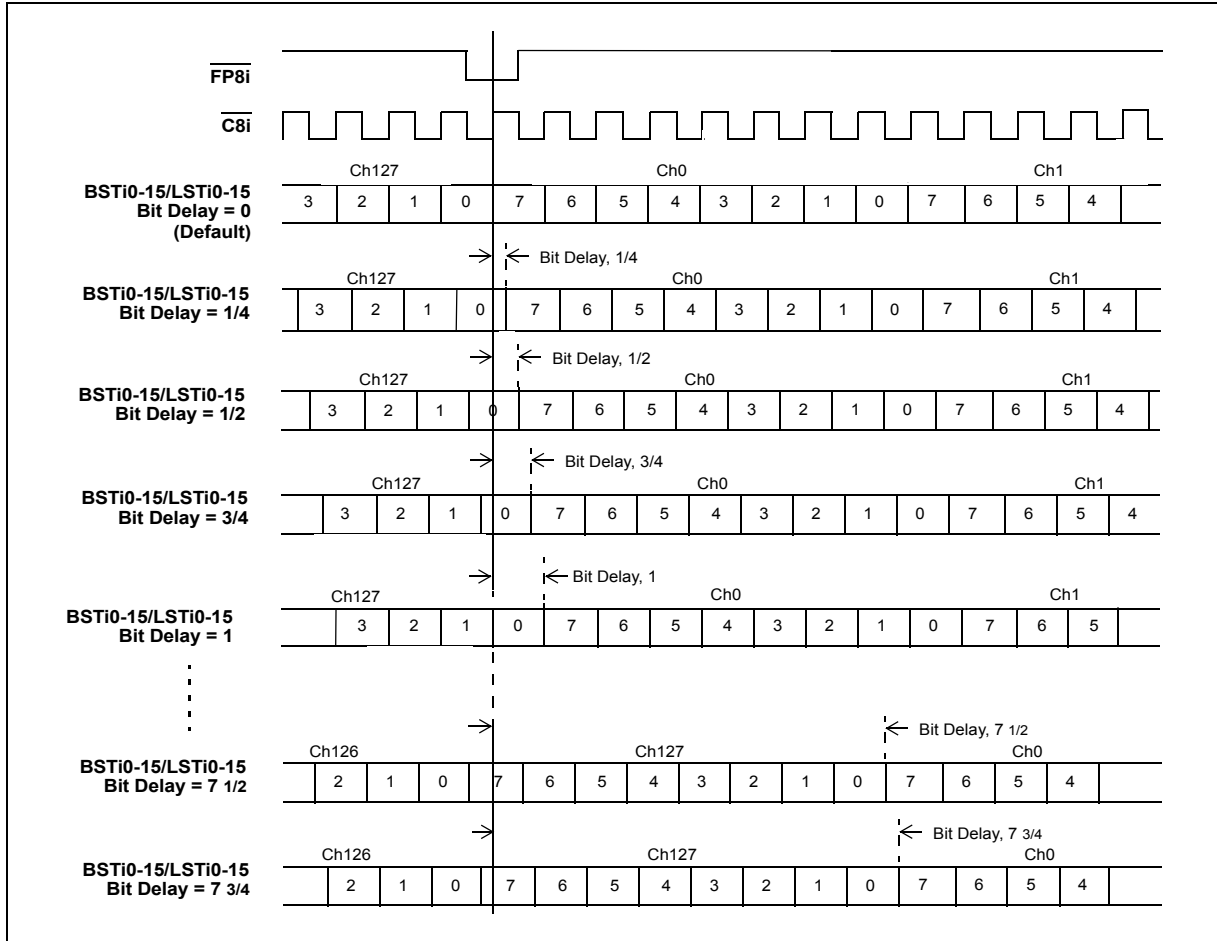 FP8i
C8i
Ch127 Ch0 Ch1
BSTi0-15/LSTi0-15
Bit Delay = 0
(Default)
3 2 1 0 7 6 5 4 3 2 1 0 7 6 5 4
Bit Delay, 1/4
Ch127 Ch0 Ch1
BSTi0-15/LSTi0-15
Bit Delay = 1/4
3 2 1 0 7 6 5 4 3 2 1 0 7 6 5 4
Bit Delay, 1/2
Ch127 Ch0 Ch1
BSTi0-15/LSTi0-15
Bit Delay = 1/2
3 2 1 0 7 6 5 4 3 2 1 0 7 6 5 4
Bit Delay, 3/4
Ch127 Ch0 Ch1
BSTi0-15/LSTi0-15
Bit Delay = 3/4
3 2 1 0 7 6 5 4 3 2 1 0 7 6 5 4
Bit Delay, 1
Ch127 Ch0 Ch1
BSTi0-15/LSTi0-15
Bit Delay = 1
3 2 1 0 7 6 5 4 3 2 1 0 7 6 5
Bit Delay, 7 1/2
Ch126 Ch127 Ch0
BSTi0-15/LSTi0-15
Bit Delay = 7 1/2
2 1 0 7 6 5 4 3 2 1 0 7 6 5 4
Bit Delay, 7 3/4
Ch126 Ch127 Ch0
BSTi0-15/LSTi0-15
Bit Delay = 7 3/4
2 1 0 7 6 5 4 3 2 1 0 7 6 5 4